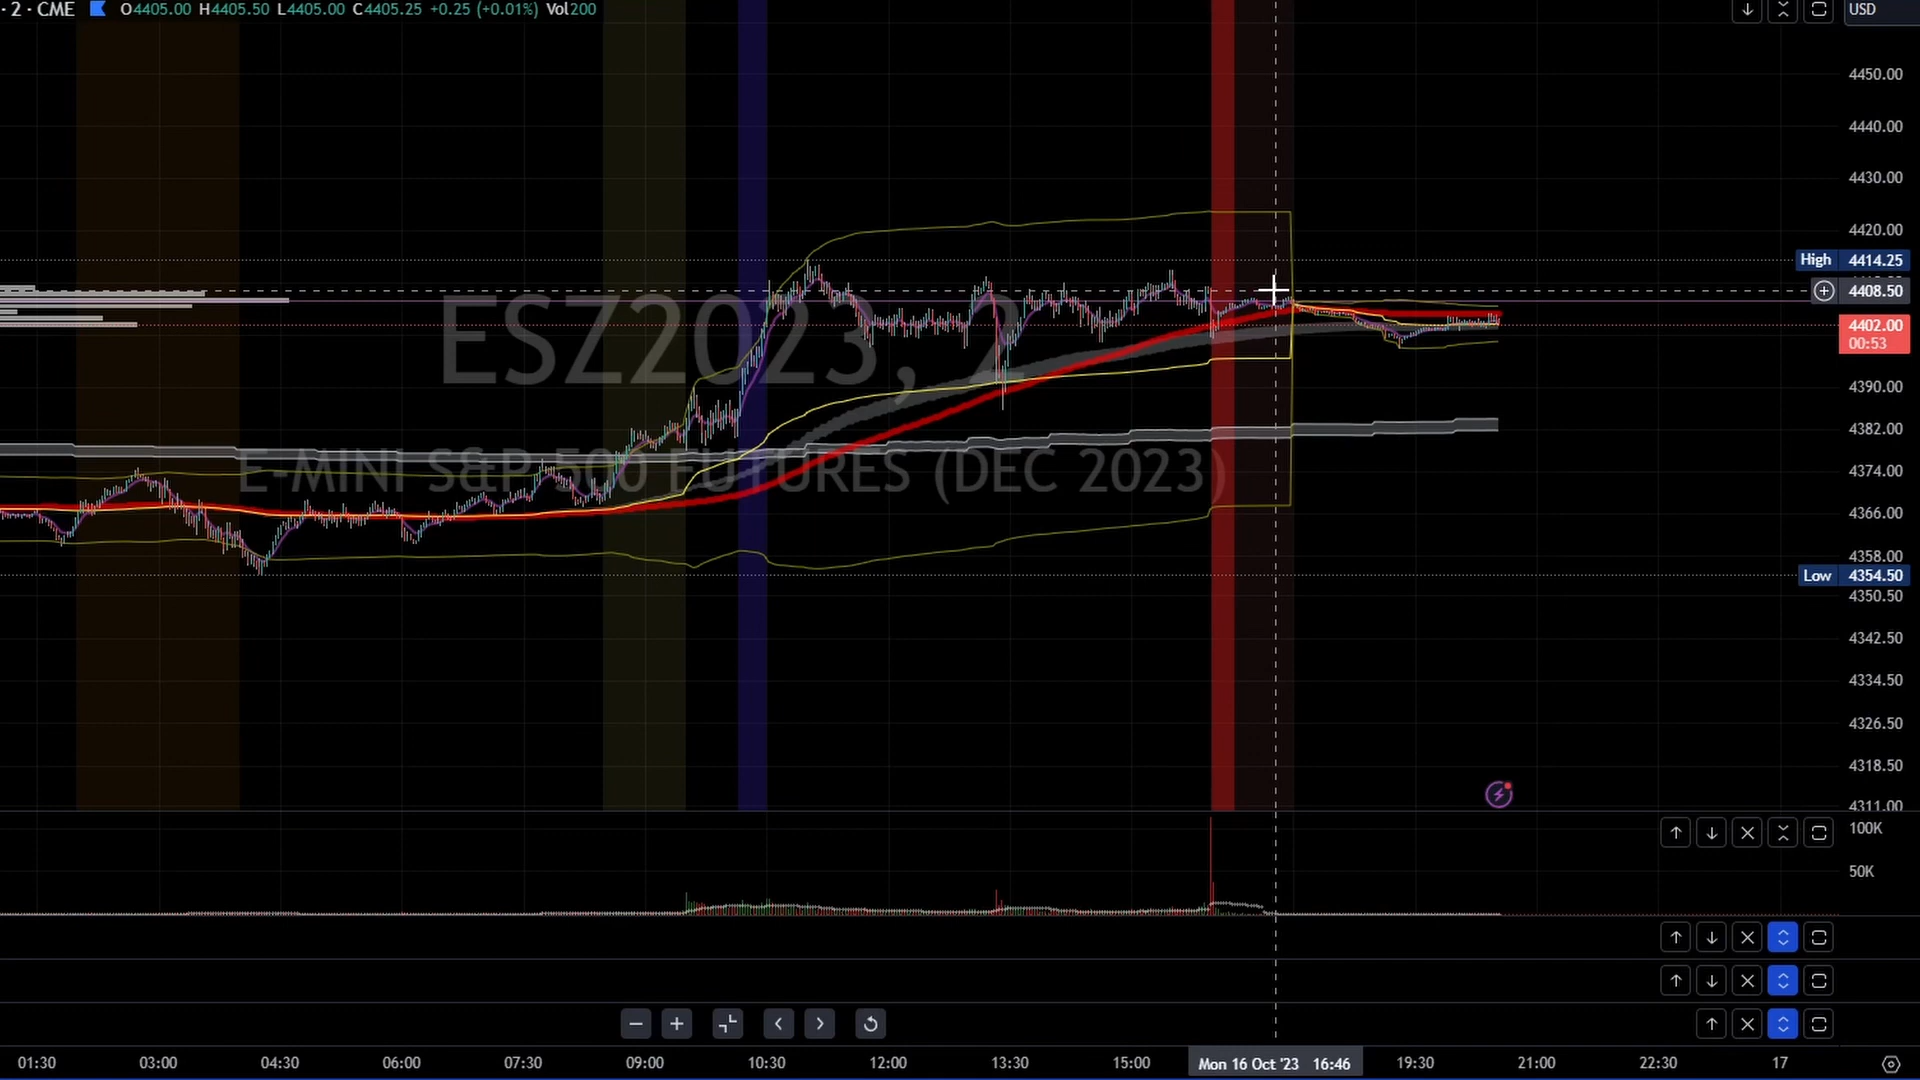 · 2 · CME O4405.00 H4405.50 L4405.00 C4405.25 +0.25 (+0.01%) Vol200
USD
4450.00
4440.00
4430.00
4420.00
High 4414.25
4408.50
4402.00
00:53
4390.00
4382.00
4374.00
4366.00
4358.00
Low 4354.50
4350.50
4342.50
4334.50
4326.50
4318.50
4311.00
ESZ2023, 2
E-MINI S&P 500 FUTURES (DEC 2023)
100K
50K
01:30 03:00 04:30 06:00 07:30 09:00 10:30 12:00 13:30 15:00 Mon 16 Oct '23 16:46 19:30 21:00 22:30 17